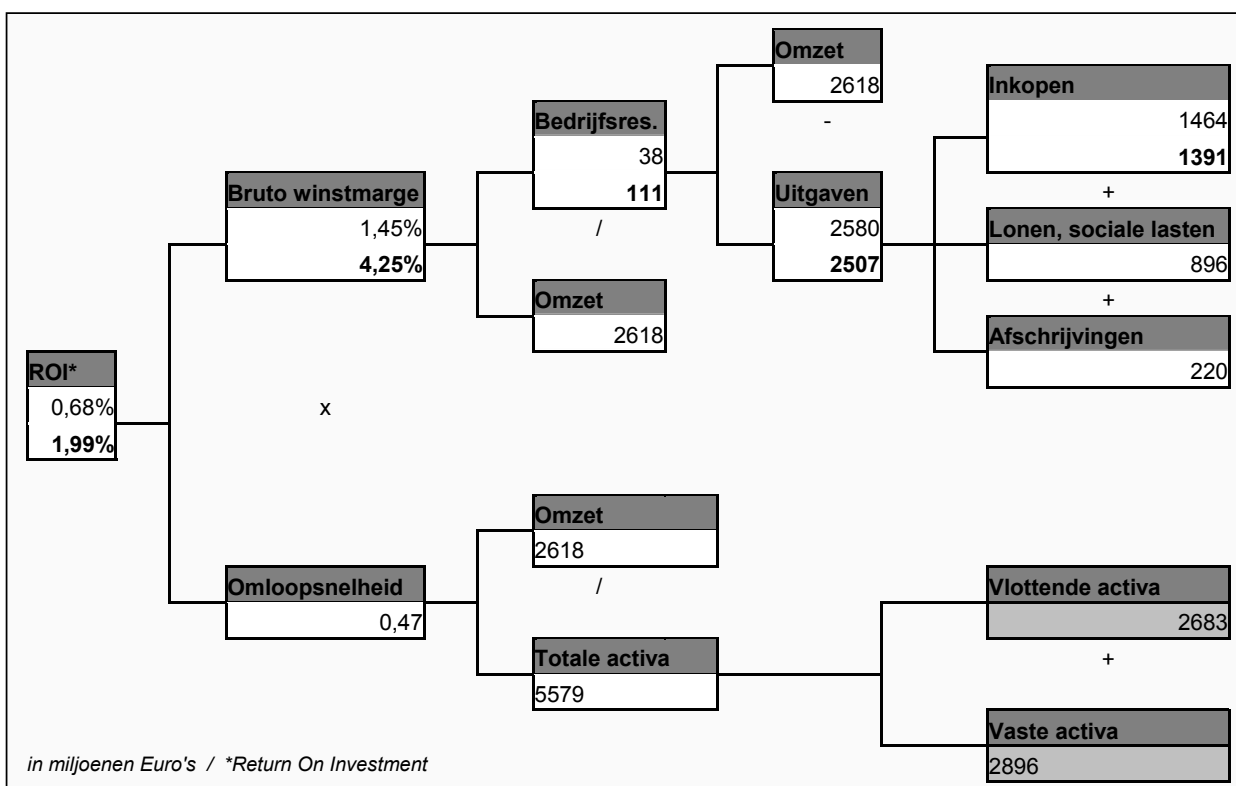 Omzet
2618
-
Inkopen
1464
1391
+
Bedrijfsres.
38
111
/
Uitgaven
2580
2507
Lonen, sociale lasten
896
+
Bruto winstmarge
1,45%
4,25%
Omzet
2618
Afschrijvingen
220
ROI*
0,68%
1,99%
x
Omzet
2618
/
Omloopsnelheid
0,47
Totale activa
5579
Vlottende activa
2683
+
Vaste activa
2896
in miljoenen Euro's / *Return On Investment